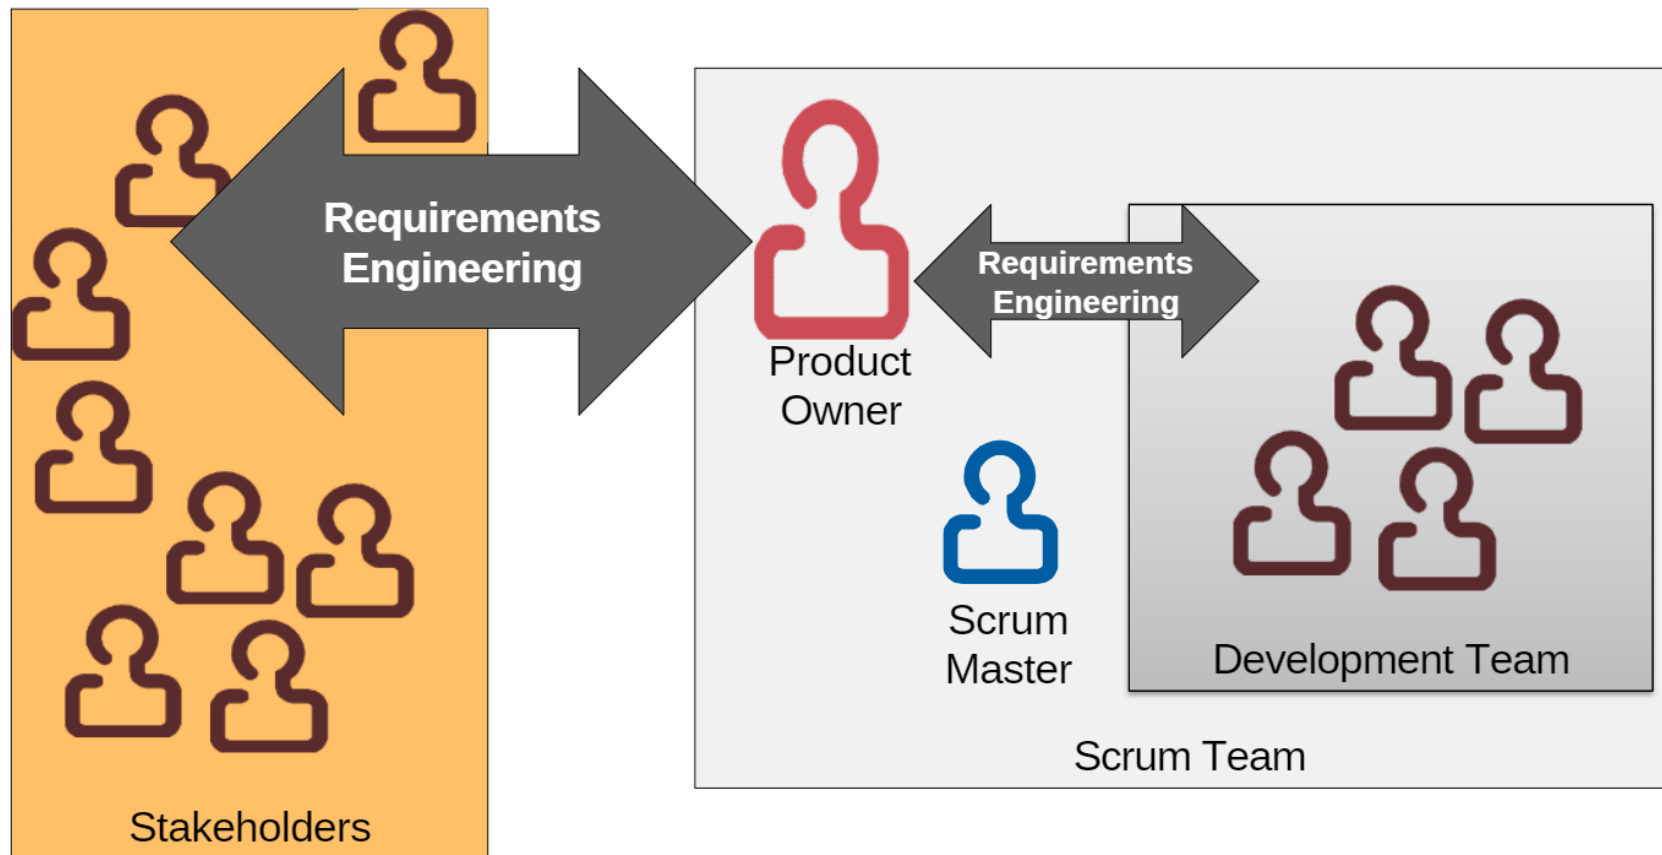 Requirements
Engineering
Requirements
Engineering
Product
Owner
Scrum
Master
Development Team
Scrum Team
Stakeholders